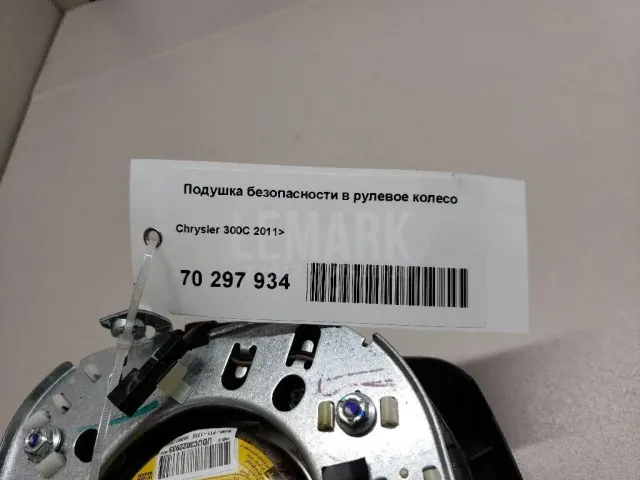 Подушка безопасности в рулевое колесо
LEMARK
Chrysler 300C 2011>
70 297 934